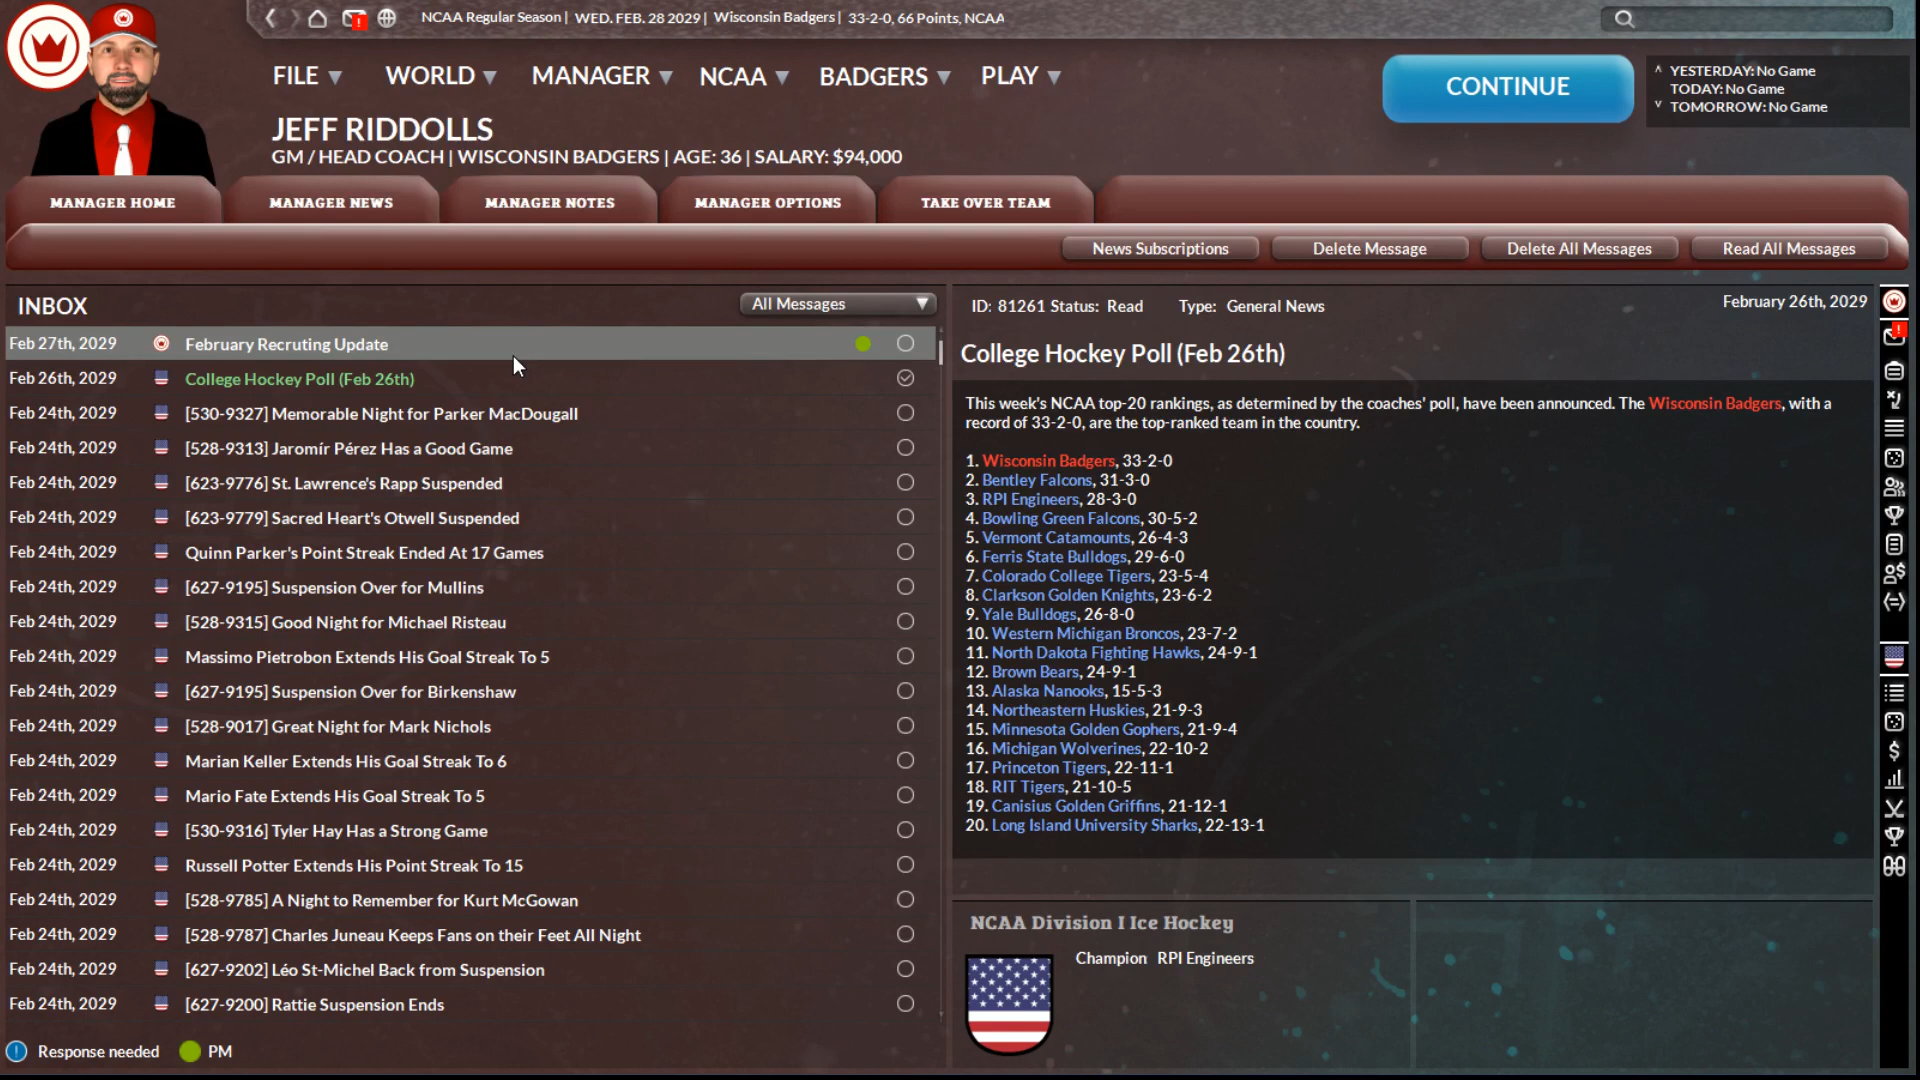 NCAA Regular Season | WED. FEB. 28 2029 | Wisconsin Badgers | 33-2-0, 66 Points, NCAA
FILE WORLD MANAGER NCAA BADGERS PLAY
CONTINUE
YESTERDAY: No Game
TODAY: No Game
TOMORROW: No Game
JEFF RIDDOLLS
GM / HEAD COACH | WISCONSIN BADGERS | AGE: 36 | SALARY: $94,000
MANAGER HOME MANAGER NEWS MANAGER NOTES MANAGER OPTIONS TAKE OVER TEAM
News Subscriptions Delete Message Delete All Messages Read All Messages
INBOX All Messages
Feb 27th, 2029 February Recruting Update
Feb 26th, 2029 College Hockey Poll (Feb 26th)
Feb 24th, 2029 [530-9327] Memorable Night for Parker MacDougall
Feb 24th, 2029 [528-9313] Jaromír Pérez Has a Good Game
Feb 24th, 2029 [623-9776] St. Lawrence's Rapp Suspended
Feb 24th, 2029 [623-9779] Sacred Heart's Otwell Suspended
Feb 24th, 2029 Quinn Parker's Point Streak Ended At 17 Games
Feb 24th, 2029 [627-9195] Suspension Over for Mullins
Feb 24th, 2029 [528-9315] Good Night for Michael Risteau
Feb 24th, 2029 Massimo Pietrobon Extends His Goal Streak To 5
Feb 24th, 2029 [627-9195] Suspension Over for Birkenshaw
Feb 24th, 2029 [528-9017] Great Night for Mark Nichols
Feb 24th, 2029 Marian Keller Extends His Goal Streak To 6
Feb 24th, 2029 Mario Fate Extends His Goal Streak To 5
Feb 24th, 2029 [530-9316] Tyler Hay Has a Strong Game
Feb 24th, 2029 Russell Potter Extends His Point Streak To 15
Feb 24th, 2029 [528-9785] A Night to Remember for Kurt McGowan
Feb 24th, 2029 [528-9787] Charles Juneau Keeps Fans on their Feet All Night
Feb 24th, 2029 [627-9202] Léo St-Michel Back from Suspension
Feb 24th, 2029 [627-9200] Rattie Suspension Ends
Response needed PM
ID: 81261 Status: Read Type: General News February 26th, 2029
College Hockey Poll (Feb 26th)
This week's NCAA top-20 rankings, as determined by the coaches' poll, have been announced. The Wisconsin Badgers, with a
record of 33-2-0, are the top-ranked team in the country.
1. Wisconsin Badgers, 33-2-0
2. Bentley Falcons, 31-3-0
3. RPI Engineers, 28-3-0
4. Bowling Green Falcons, 30-5-2
5. Vermont Catamounts, 26-4-3
6. Ferris State Bulldogs, 29-6-0
7. Colorado College Tigers, 23-5-4
8. Clarkson Golden Knights, 23-6-2
9. Yale Bulldogs, 26-8-0
10. Western Michigan Broncos, 23-7-2
11. North Dakota Fighting Hawks, 24-9-1
12. Brown Bears, 24-9-1
13. Alaska Nanooks, 15-5-3
14. Northeastern Huskies, 21-9-3
15. Minnesota Golden Gophers, 21-9-4
16. Michigan Wolverines, 22-10-2
17. Princeton Tigers, 22-11-1
18. RIT Tigers, 21-10-5
19. Canisius Golden Griffins, 21-12-1
20. Long Island University Sharks, 22-13-1
NCAA Division I Ice Hockey
Champion RPI Engineers